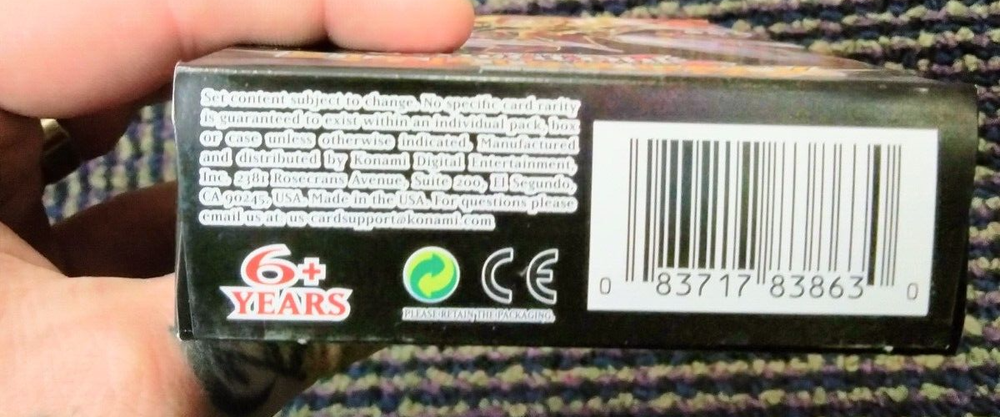 Set content subject to change. No specific card rarity
is guaranteed to exist within an individual pack, box
or case unless otherwise indicated. Manufactured
and distributed by Konami Digital Entertainment,
Inc. 2381 Rosecrans Avenue, Suite 200, El Segundo,
CA 90245, USA. Made in the USA. For questions please
email us at: us-cardsupport@konami.com
6+
YEARS
CE
PLEASE RETAIN THE PACKAGING.
0 83717 83863 0